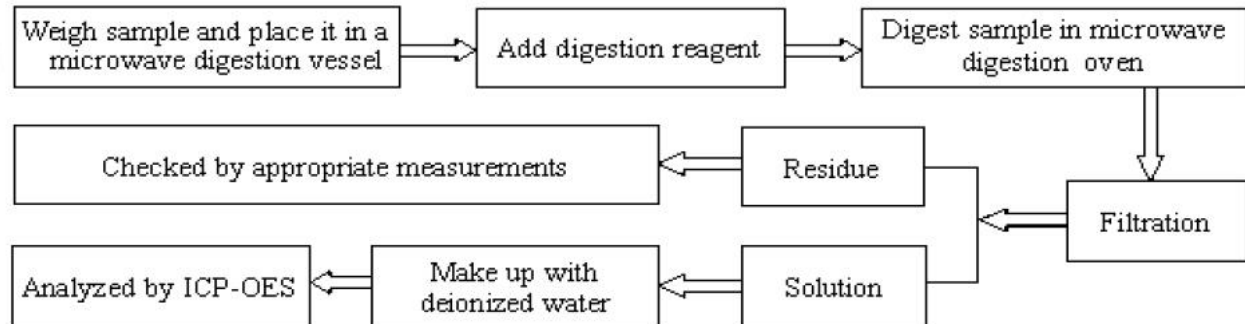 Weigh sample and place it in a
microwave digestion vessel
Add digestion reagent
Digest sample in microwave
digestion oven
Filtration
Residue
Checked by appropriate measurements
Solution
Make up with
deionized water
Analyzed by ICP-OES